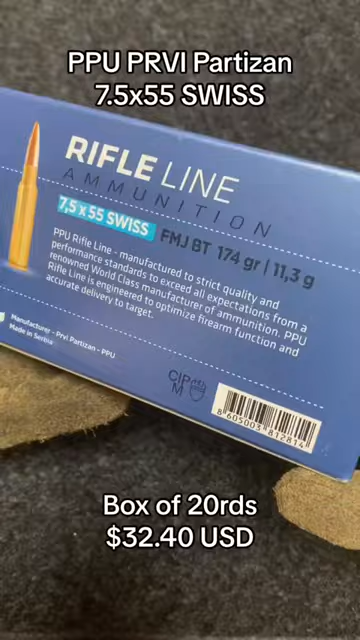 PPU PRVI Partizan
7.5x55 SWISS
RIFLE LINE
AMMUNITION
7,5 x 55 SWISS FMJ BT 174 gr | 11,3 g
PPU Rifle Line - manufactured to strict quality and
performance standards to exceed all expectations from a
renowned World Class manufacturer of ammunition. PPU
Rifle Line is engineered to optimize firearm function and
accurate delivery to target.
Manufacturer - Prvi Partizan - PPU
Made in Serbia
CIP
M
8605003812814
Box of 20rds
$32.40 USD